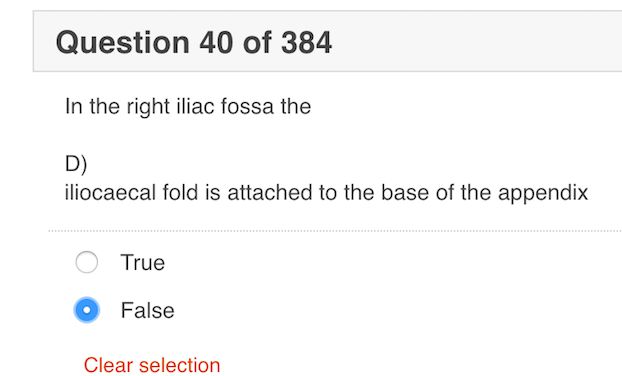 Question 40 of 384
In the right iliac fossa the
D)
iliocaecal fold is attached to the base of the appendix
True
False
Clear selection